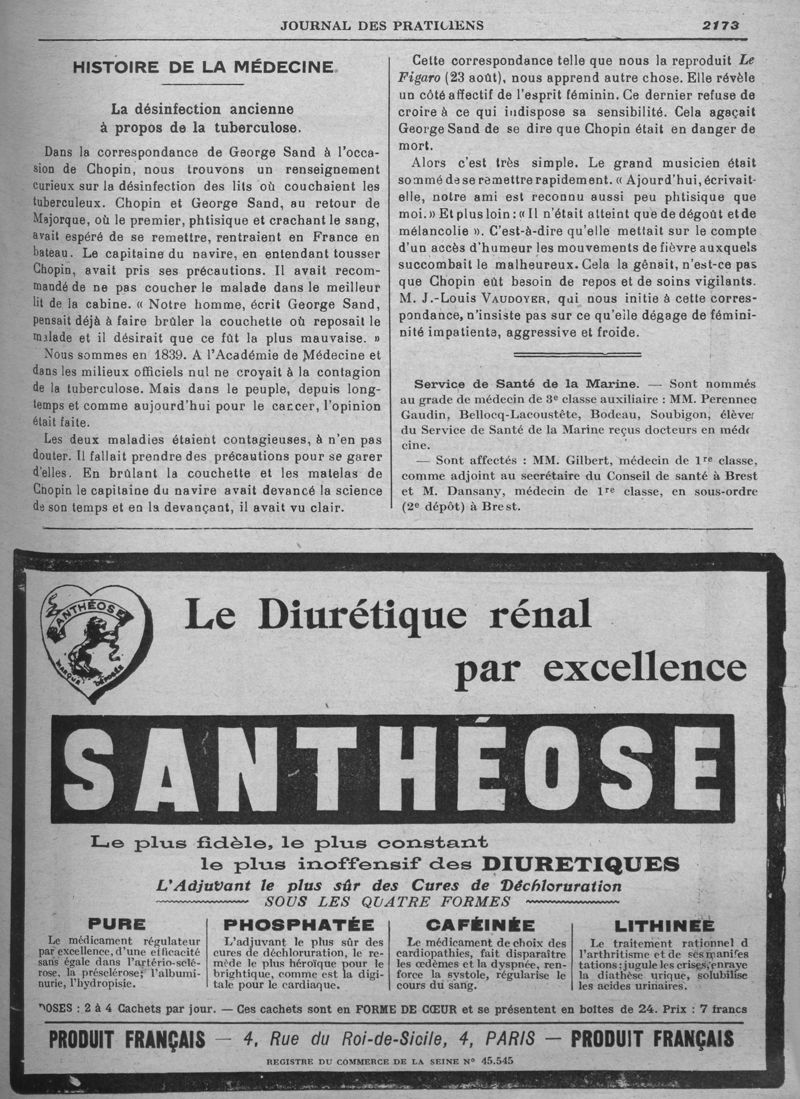 JOURNAL DES PRATICIENS 2173
HISTOIRE DE LA MÉDECINE
La désinfection ancienne
à propos de la tuberculose.
Dans la correspondance de George Sand à l'occa-
sion de Chopin, nous trouvons un renseignement
curieux sur la désinfection des lits où couchaient les
tuberculeux. Chopin et George Sand, au retour de
Majorque, où le premier, phtisique et crachant le sang,
avait espéré de se remettre, rentraient en France en
bateau. Le capitaine du navire, en entendant tousser
Chopin, avait pris ses précautions. Il avait recom-
mandé de ne pas coucher le malade dans le meilleur
lit de la cabine. « Notre homme, écrit George Sand,
pensait déjà à faire brûler la couchette où reposait le
malade et il désirait que ce fût la plus mauvaise. »
Nous sommes en 1839. A l'Académie de Médecine et
dans les milieux officiels nul ne croyait à la contagion
de la tuberculose. Mais dans le peuple, depuis long-
temps et comme aujourd'hui pour le cancer, l'opinion
était faite.
Les deux maladies étaient contagieuses, à n'en pas
douter. Il fallait prendre des précautions pour se garer
d'elles. En brûlant la couchette et les matelas de
Chopin le capitaine du navire avait devancé la science
de son temps et en la devançant, il avait vu clair.
Cette correspondance telle que nous la reproduit Le
Figaro (23 août), nous apprend autre chose. Elle révèle
un côté affectif de l'esprit féminin. Ce dernier refuse de
croire à ce qui indispose sa sensibilité. Cela agaçait
George Sand de se dire que Chopin était en danger de
mort.
Alors c'est très simple. Le grand musicien était
sommé de se remettre rapidement. « Ajourd'hui, écrivait-
elle, notre ami est reconnu aussi peu phtisique que
moi. » Et plus loin : « Il n'était atteint que de dégoût et de
mélancolie ». C'est-à-dire qu'elle mettait sur le compte
d'un accès d'humeur les mouvements de fièvre auxquels
succombait le malheureux. Cela la gênait, n'est-ce pas
que Chopin eût besoin de repos et de soins vigilants.
M. J.-Louis VAUDOYER, qui nous initie à cette corres-
pondance, n'insiste pas sur ce qu'elle dégage de fémini-
nité impatiente, aggressive et froide.
Service de Santé de la Marine. — Sont nommés
au grade de médecin de 3e classe auxiliaire : MM. Perennec
Gaudin, Bellocq-Lacoustête, Bodeau, Soubigon, élèves
du Service de Santé de la Marine reçus docteurs en méde
cine.
— Sont affectés : MM. Gilbert, médecin de 1re classe,
comme adjoint au secrétaire du Conseil de santé à Brest
et M. Dansany, médecin de 1re classe, en sous-ordre
(2e dépôt) à Brest.
SANTHÉOSE
MARQUE DÉPOSÉE
Le Diurétique rénal
par excellence
SANTHÉOSE
Le plus fidèle, le plus constant
le plus inoffensif des DIURETIQUES
L'Adjuvant le plus sûr des Cures de Déchloruration
SOUS LES QUATRE FORMES
PURE
Le médicament régulateur
par excellence, d'une efficacité
sans égale dans l'artério-sclé-
rose, la présclérose, l'albumi-
nurie, l'hydropisie.
PHOSPHATÉE
L'adjuvant le plus sûr des
cures de déchloruration, le re-
mède le plus héroïque pour le
brightique, comme est la digi-
tale pour le cardiaque.
CAFÉINÉE
Le médicament de choix des
cardiopathies, fait disparaître
les œdèmes et la dyspnée, ren-
force la systole, régularise le
cours du sang.
LITHINEE
Le traitement rationnel d
l'arthritisme et de ses manifes
tations : jugule les crises, enraye
la diathèse urique, solubilise
les acides urinaires.
DOSES : 2 à 4 Cachets par jour. — Ces cachets sont en FORME DE CŒUR et se présentent en boîtes de 24. Prix : 7 francs
PRODUIT FRANÇAIS — 4, Rue du Roi-de-Sicile, 4, PARIS — PRODUIT FRANÇAIS
REGISTRE DU COMMERCE DE LA SEINE N° 45.545